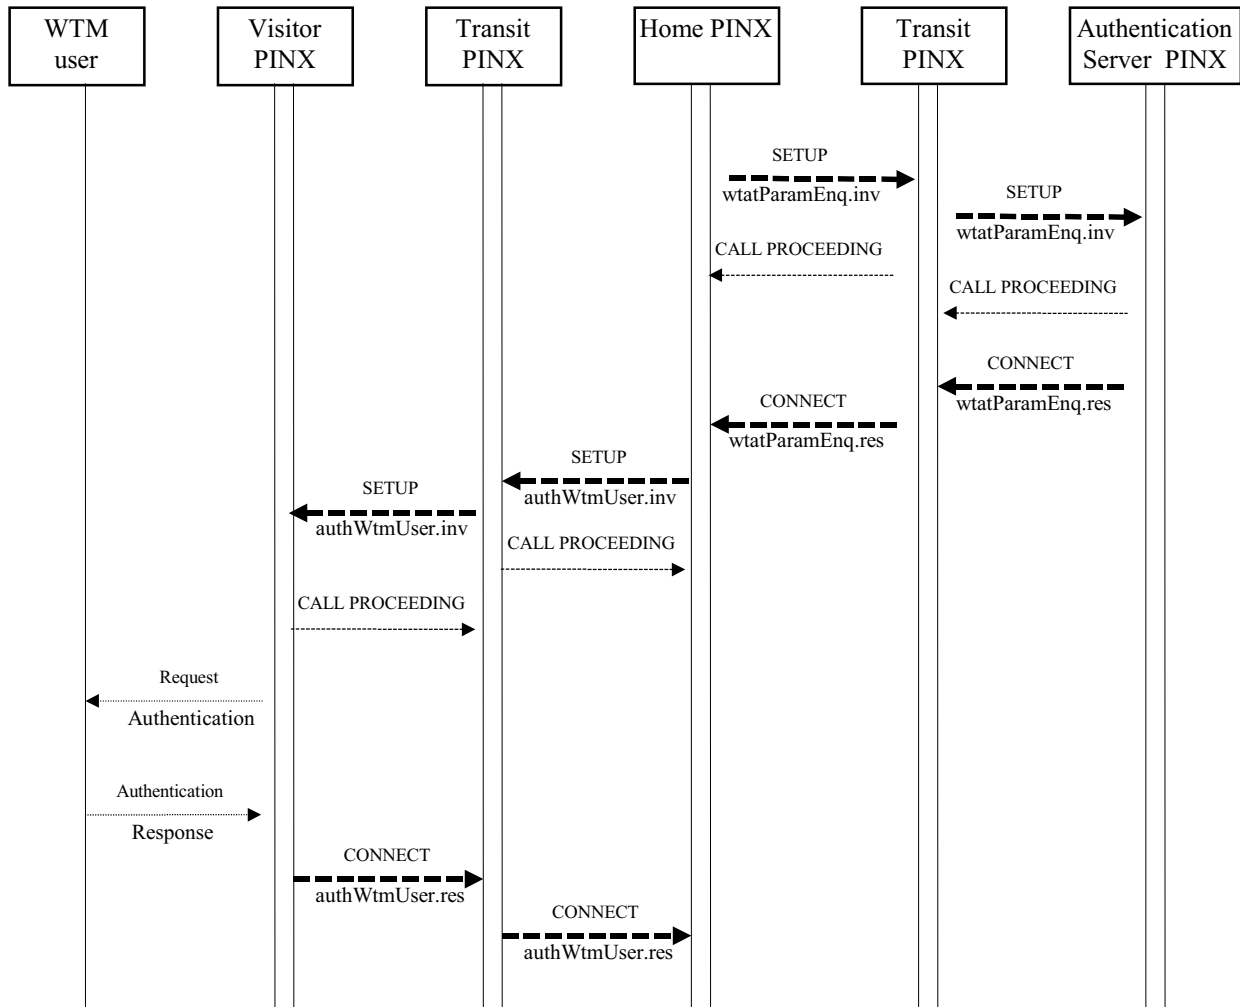 WTM
user
Visitor
PINX
Transit
PINX
Home PINX
Transit
PINX
Authentication
Server PINX
SETUP
wtatParamEnq.inv
SETUP
wtatParamEnq.inv
CALL PROCEEDING
CALL PROCEEDING
CONNECT
wtatParamEnq.res
CONNECT
wtatParamEnq.res
SETUP
authWtmUser.inv
SETUP
authWtmUser.inv
CALL PROCEEDING
CALL PROCEEDING
Request
Authentication
Authentication
Response
CONNECT
authWtmUser.res
CONNECT
authWtmUser.res